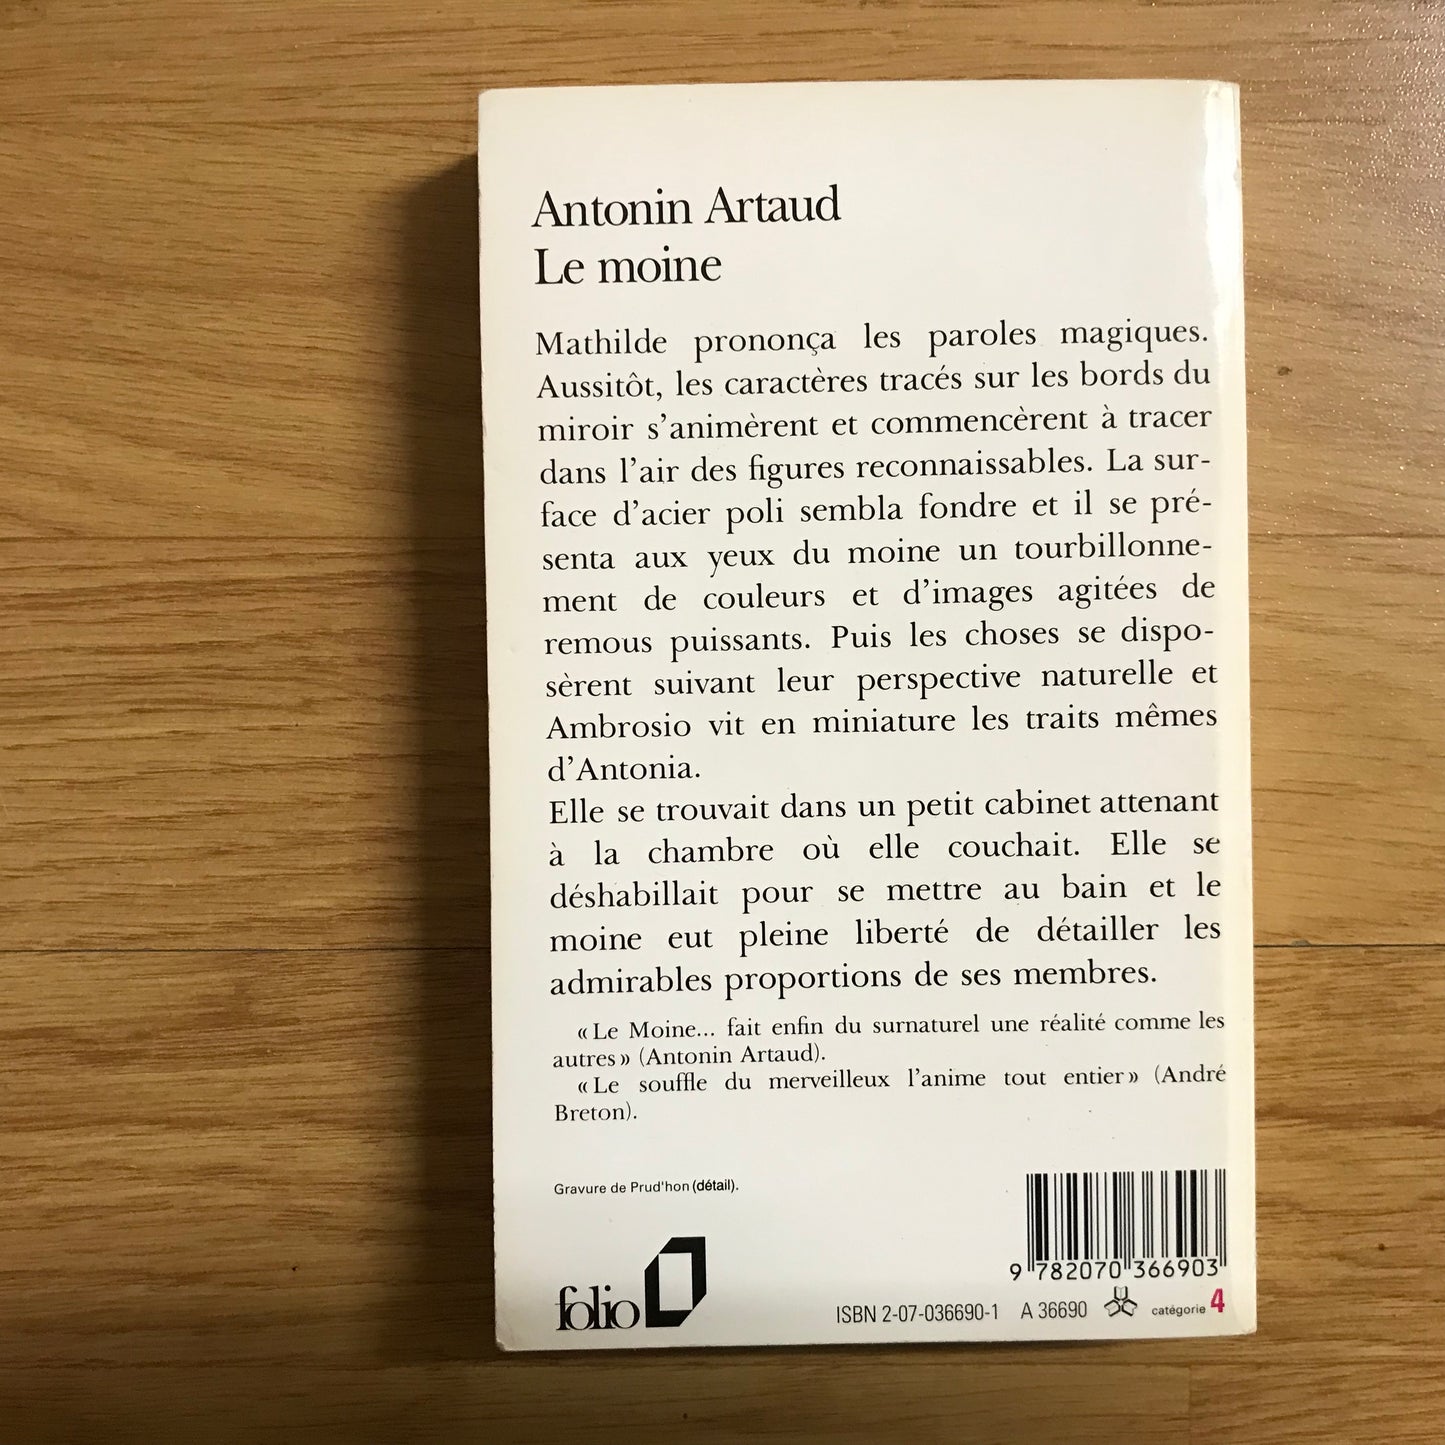 Antonin Artaud
Le moine
Mathilde prononça les paroles magiques.
Aussitôt, les caractères tracés sur les bords du
miroir s'animèrent et commencèrent à tracer
dans l'air des figures reconnaissables. La sur-
face d'acier poli sembla fondre et il se pré-
senta aux yeux du moine un tourbillonne-
ment de couleurs et d'images agitées de
remous puissants. Puis les choses se dispo-
sèrent suivant leur perspective naturelle et
Ambrosio vit en miniature les traits mêmes
d'Antonia.
Elle se trouvait dans un petit cabinet attenant
à la chambre où elle couchait. Elle se
déshabillait pour se mettre au bain et le
moine eut pleine liberté de détailler les
admirables proportions de ses membres.
« Le Moine... fait enfin du surnaturel une réalité comme les
autres » (Antonin Artaud).
« Le souffle du merveilleux l'anime tout entier » (André
Breton).
Gravure de Prud'hon (détail).
9 782070 366903
folio
ISBN 2-07-036690-1 A 36690 catégorie 4